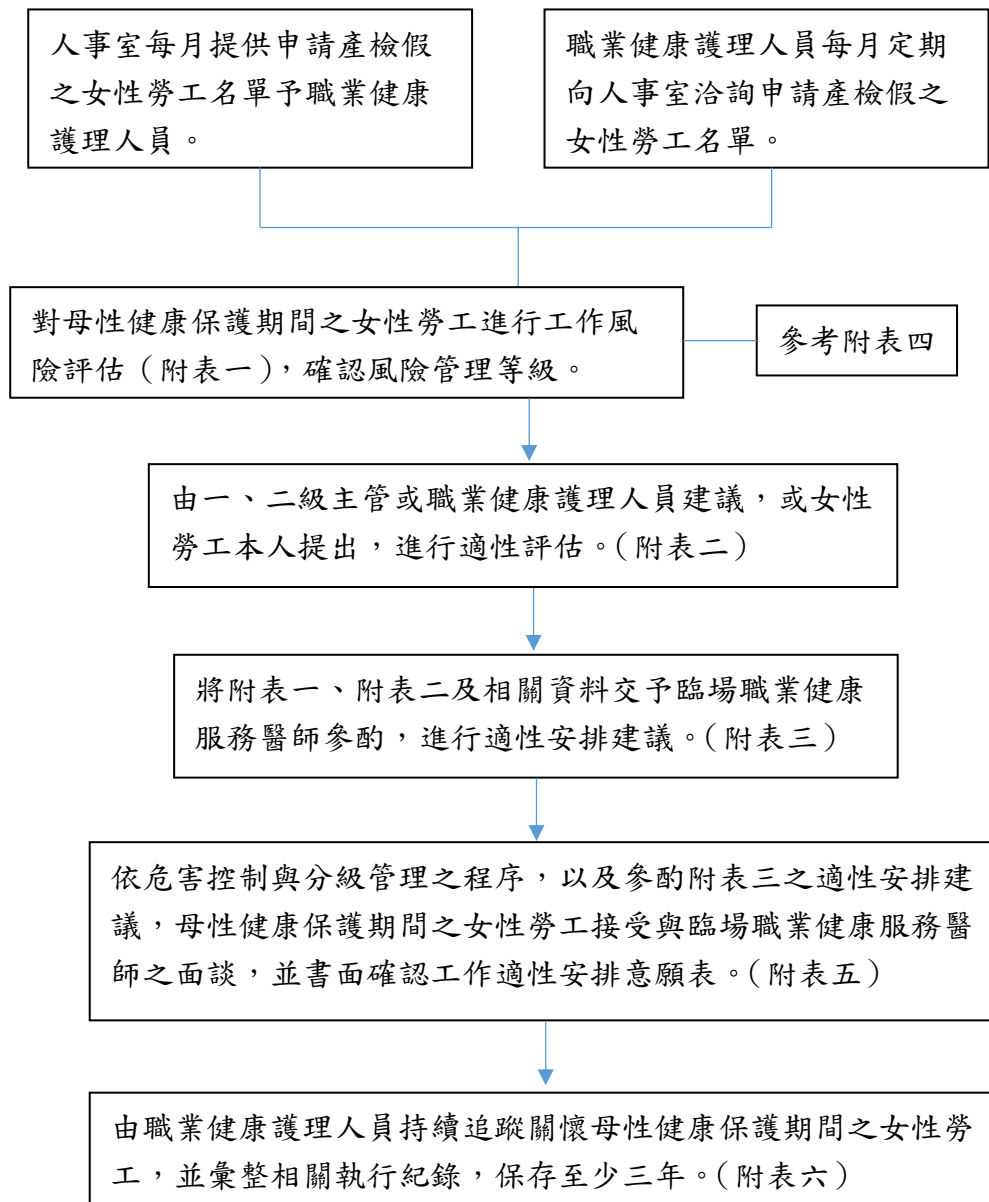 人事室每月提供申請產檢假
之女性勞工名單予職業健康
護理人員。
職業健康護理人員每月定期
向人事室洽詢申請產檢假之
女性勞工名單。
對母性健康保護期間之女性勞工進行工作風
險評估（附表一），確認風險管理等級。
參考附表四
由一、二級主管或職業健康護理人員建議，或女性
勞工本人提出，進行適性評估。（附表二）
將附表一、附表二及相關資料交予臨場職業健康
服務醫師參酌，進行適性安排建議。（附表三）
依危害控制與分級管理之程序，以及參酌附表三之適性安排建
議，母性健康保護期間之女性勞工接受與臨場職業健康服務醫
師之面談，並書面確認工作適性安排意願表。（附表五）
由職業健康護理人員持續追蹤關懷母性健康保護期間之女性勞
工，並彙整相關執行紀錄，保存至少三年。（附表六）